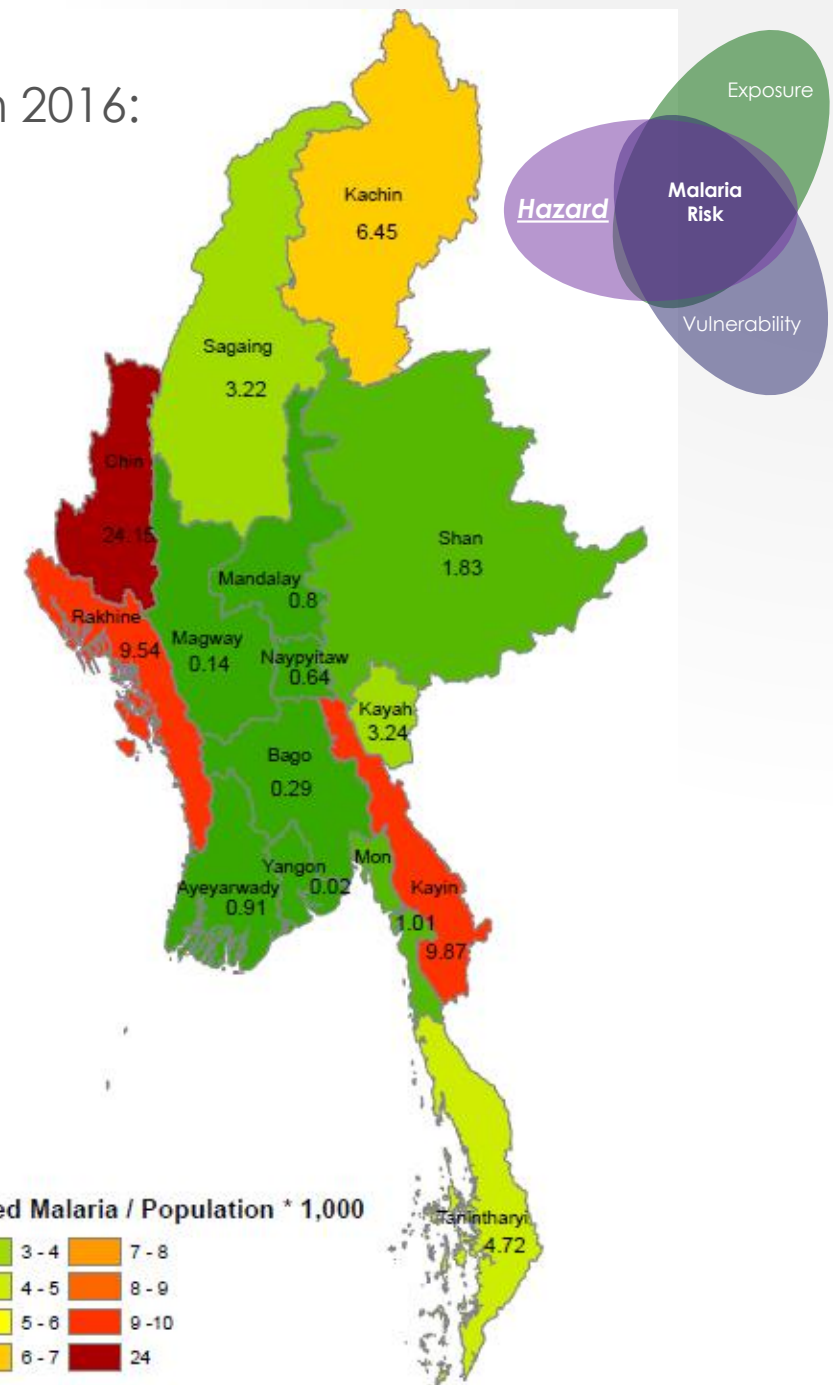 n 2016:
Exposure
Hazard
Malaria
Risk
Vulnerability
Kachin
6.45
Sagaing
3.22
Chin
24.15
Shan
1.83
Mandalay
0.8
Rakhine
9.54
Magway
0.14
Naypyitaw
0.64
Kayah
3.24
Bago
0.29
Mon
1.01
Yangon
0.02
Ayeyarwady
0.91
Kayin
9.87
Tanintharyi
4.72
ed Malaria / Population * 1,000
3 - 4 7 - 8
4 - 5 8 - 9
5 - 6 9 -10
6 - 7 24